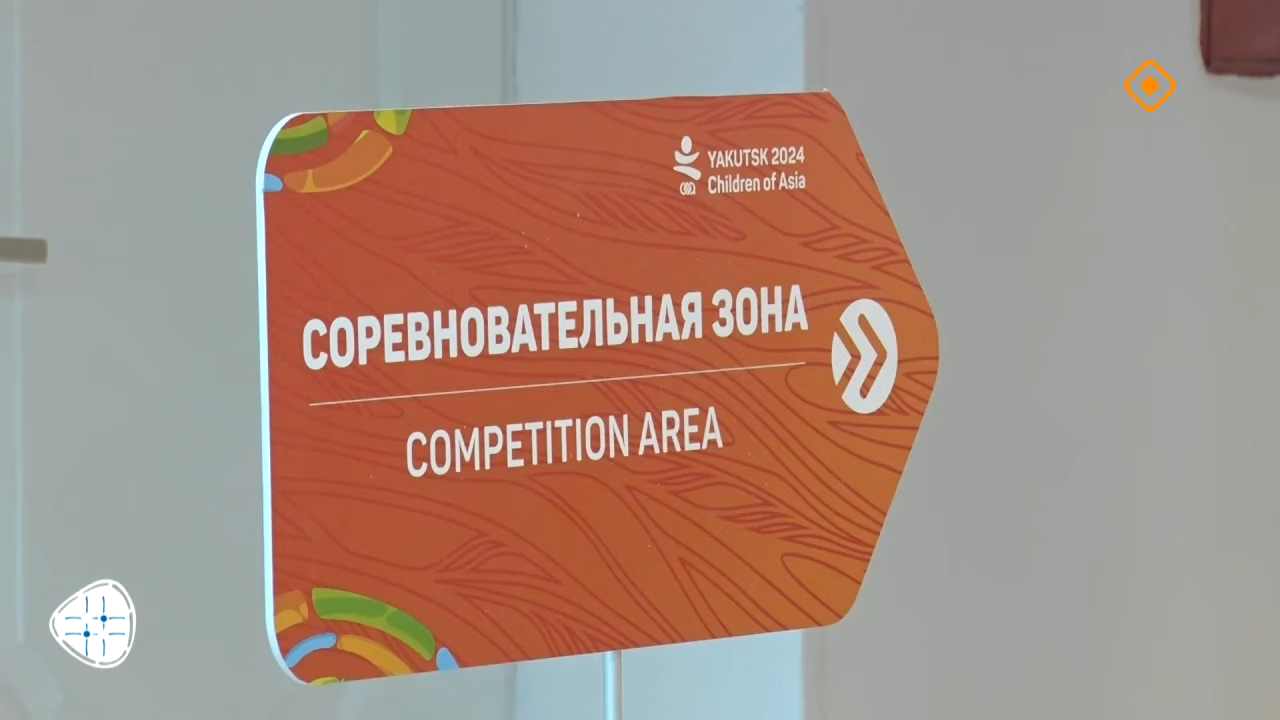 YAKUTSK 2024
Children of Asia
СОРЕВНОВАТЕЛЬНАЯ ЗОНА
COMPETITION AREA